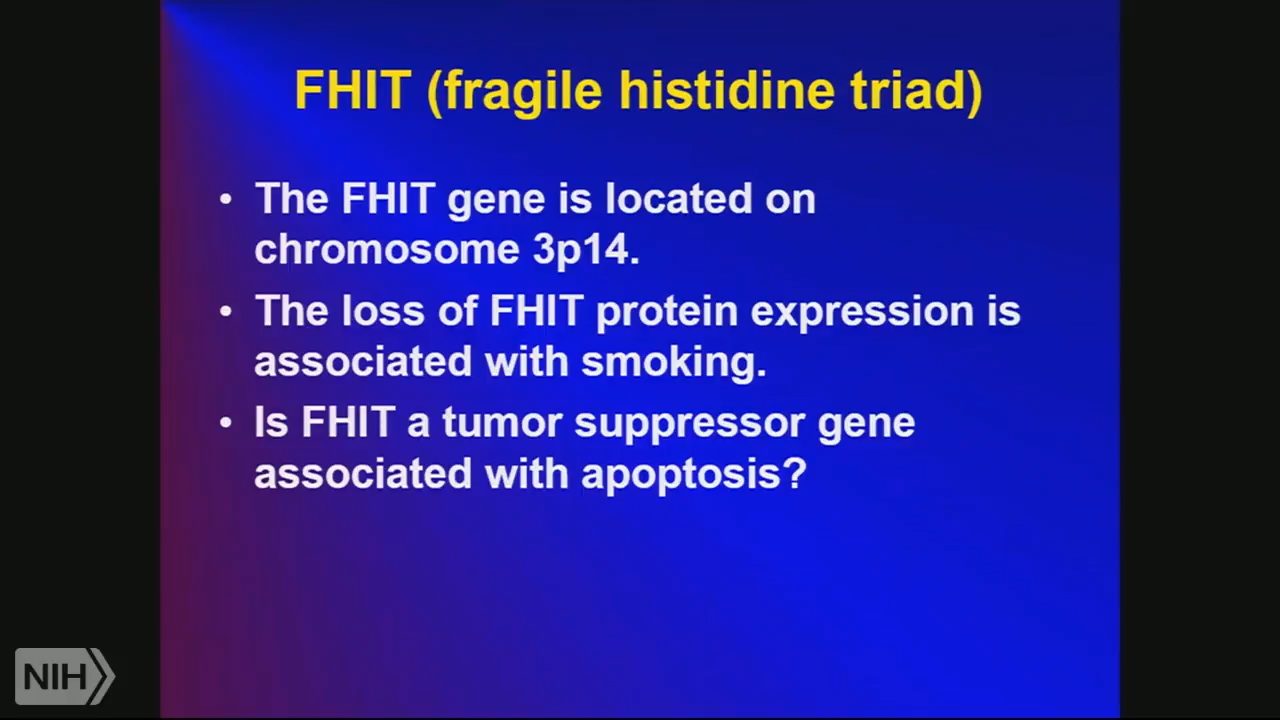 FHIT (fragile histidine triad)
• The FHIT gene is located on
chromosome 3p14.
• The loss of FHIT protein expression is
associated with smoking.
• Is FHIT a tumor suppressor gene
associated with apoptosis?
NIH